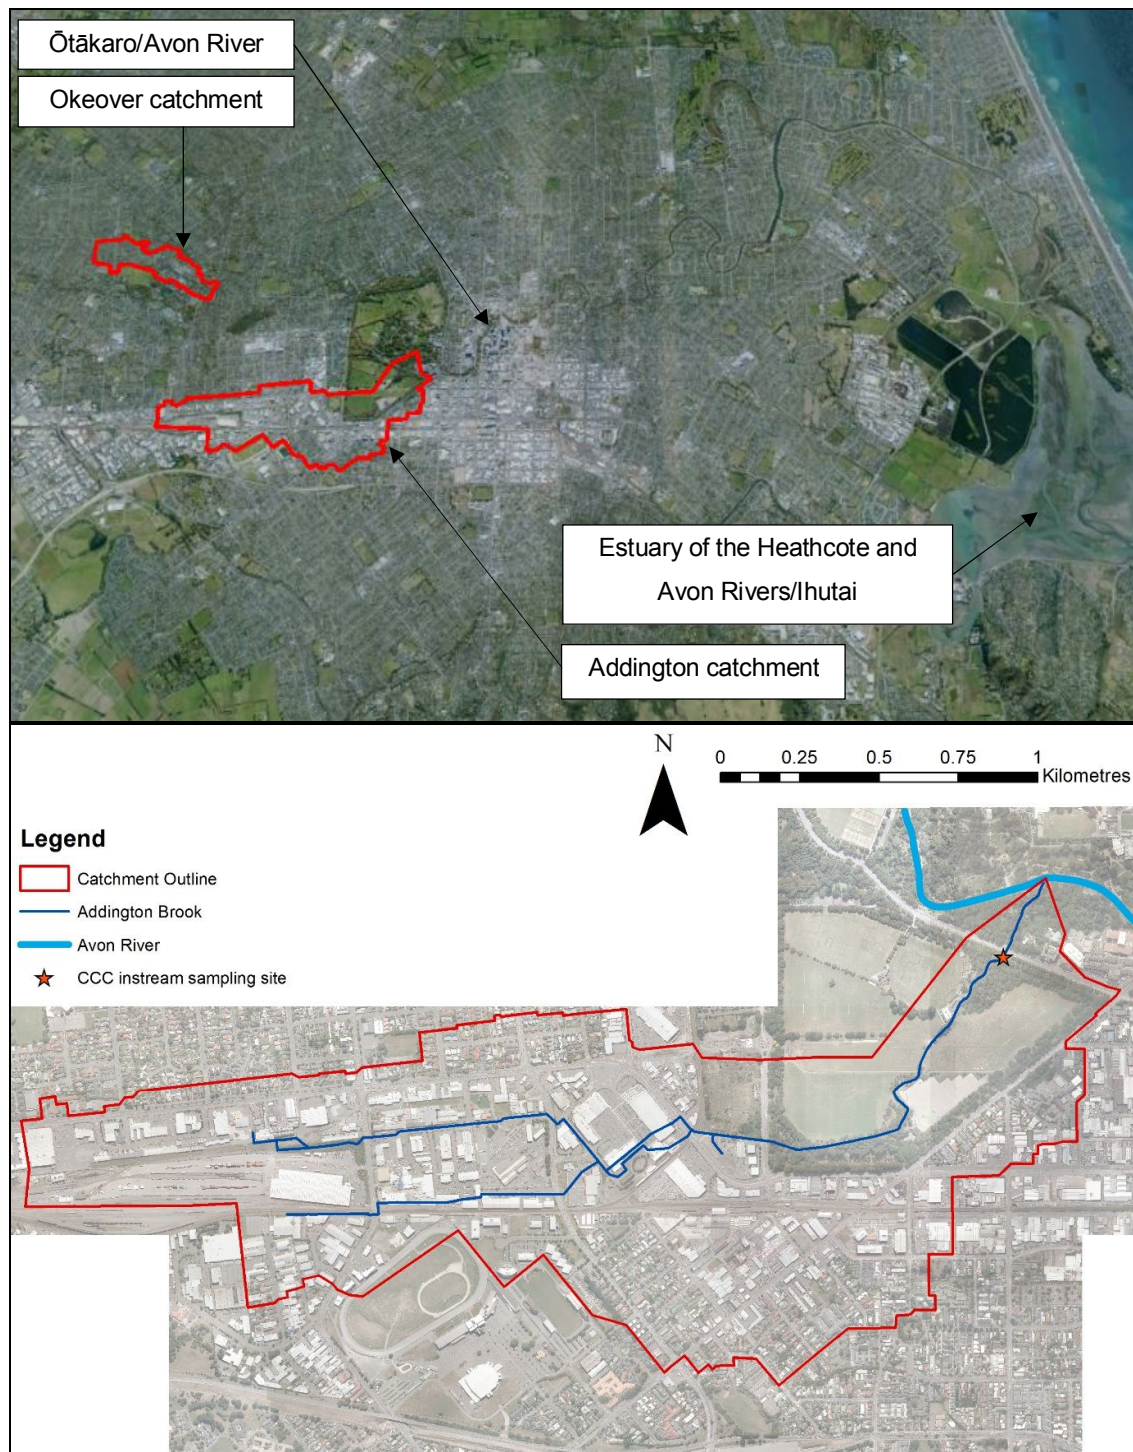 Ōtākaro/Avon River
Okeover catchment
Estuary of the Heathcote and
Avon Rivers/Ihutai
Addington catchment
N
0 0.25 0.5 0.75 1
Kilometres
Legend
Catchment Outline
Addington Brook
Avon River
CCC instream sampling site